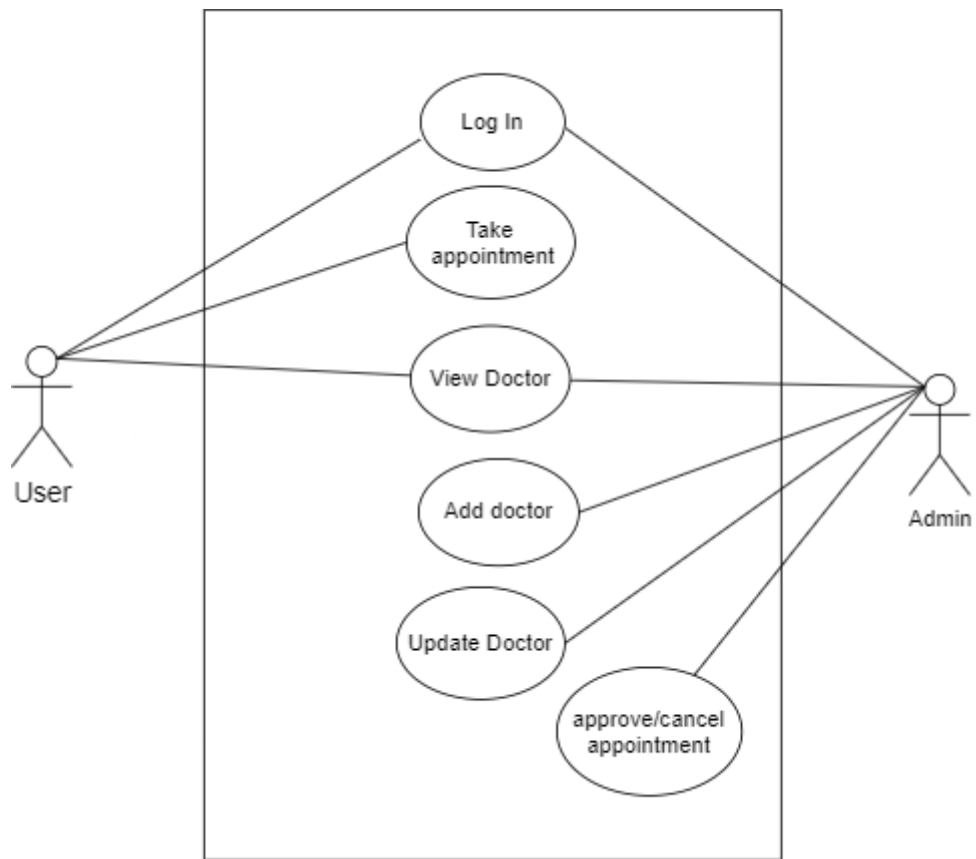 Log In
Take
appointment
View Doctor
User
Add doctor
Admin
Update Doctor
approve/cancel
appointment